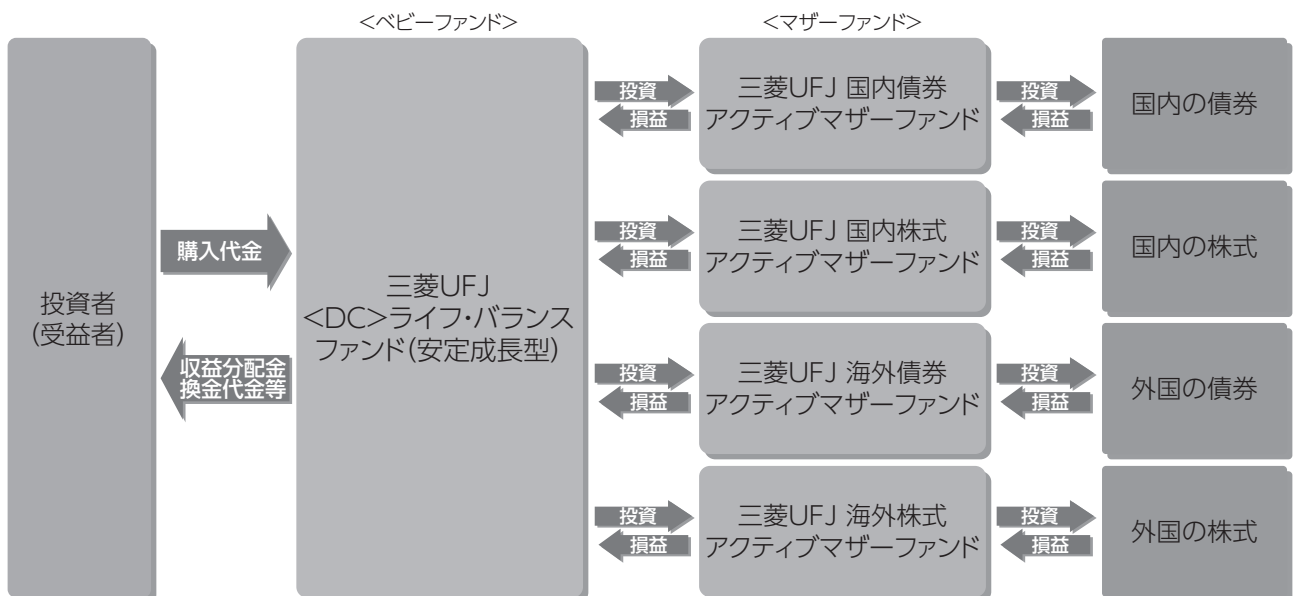 <ベビーファンド>
<マザーファンド>
投資者
(受益者)
購入代金
収益分配金
換金代金等
三菱UFJ
<DC>ライフ・バランス
ファンド(安定成長型)
投資
損益
三菱UFJ 国内債券
アクティブマザーファンド
投資
損益
国内の債券
投資
損益
三菱UFJ 国内株式
アクティブマザーファンド
投資
損益
国内の株式
投資
損益
三菱UFJ 海外債券
アクティブマザーファンド
投資
損益
外国の債券
投資
損益
三菱UFJ 海外株式
アクティブマザーファンド
投資
損益
外国の株式